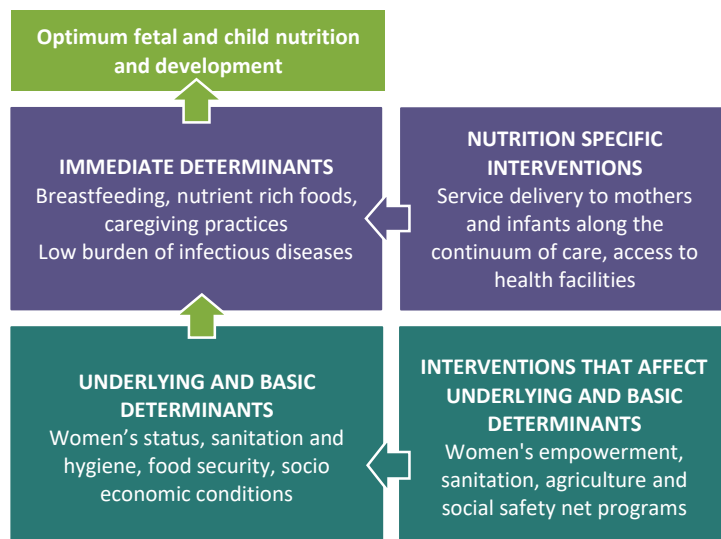 Optimum fetal and child nutrition
and development
IMMEDIATE DETERMINANTS
Breastfeeding, nutrient rich foods,
caregiving practices
Low burden of infectious diseases
NUTRITION SPECIFIC
INTERVENTIONS
Service delivery to mothers
and infants along the
continuum of care, access to
health facilities
UNDERLYING AND BASIC
DETERMINANTS
Women’s status, sanitation and
hygiene, food security, socio
economic conditions
INTERVENTIONS THAT AFFECT
UNDERLYING AND BASIC
DETERMINANTS
Women's empowerment,
sanitation, agriculture and
social safety net programs